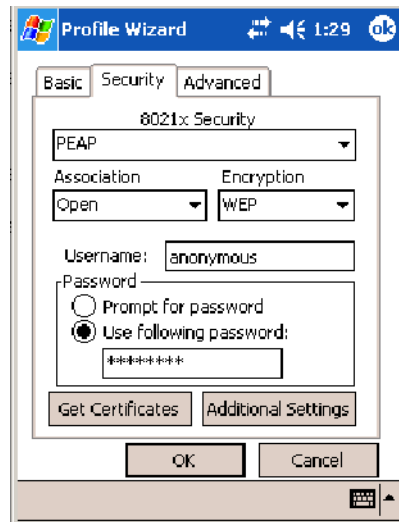 Profile Wizard 1:29 ok
Basic Security Advanced
8021x Security
PEAP
Association Encryption
Open WEP
Username: anonymous
Password
Prompt for password
Use following password:
********
Get Certificates Additional Settings
OK Cancel